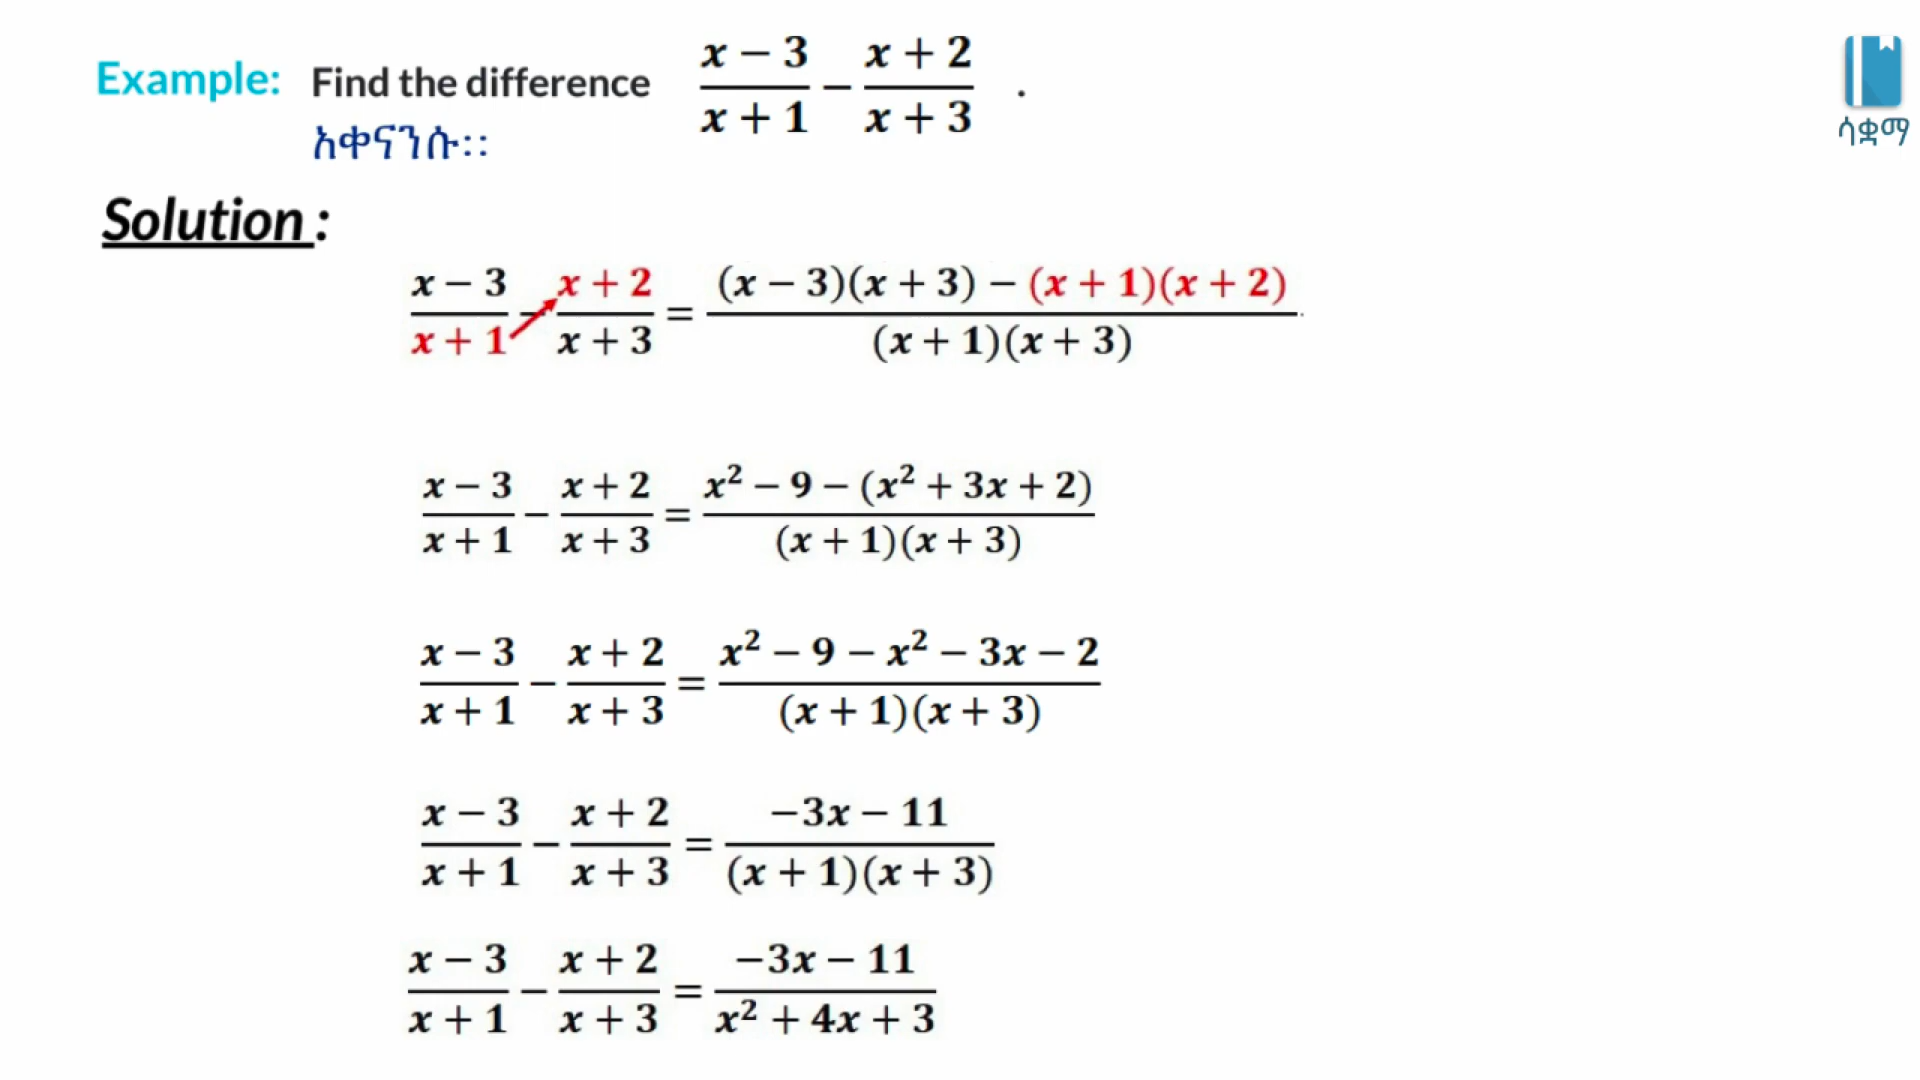 Example: Find the difference (x − 3)/(x + 1) − (x + 2)/(x + 3) .
አቀናንሱ፡፡
ሳቋማ
Solution :
(x − 3)/(x + 1) − (x + 2)/(x + 3) = ((x − 3)(x + 3) − (x + 1)(x + 2))/((x + 1)(x + 3))
(x − 3)/(x + 1) − (x + 2)/(x + 3) = (x² − 9 − (x² + 3x + 2))/((x + 1)(x + 3))
(x − 3)/(x + 1) − (x + 2)/(x + 3) = (x² − 9 − x² − 3x − 2)/((x + 1)(x + 3))
(x − 3)/(x + 1) − (x + 2)/(x + 3) = (−3x − 11)/((x + 1)(x + 3))
(x − 3)/(x + 1) − (x + 2)/(x + 3) = (−3x − 11)/(x² + 4x + 3)